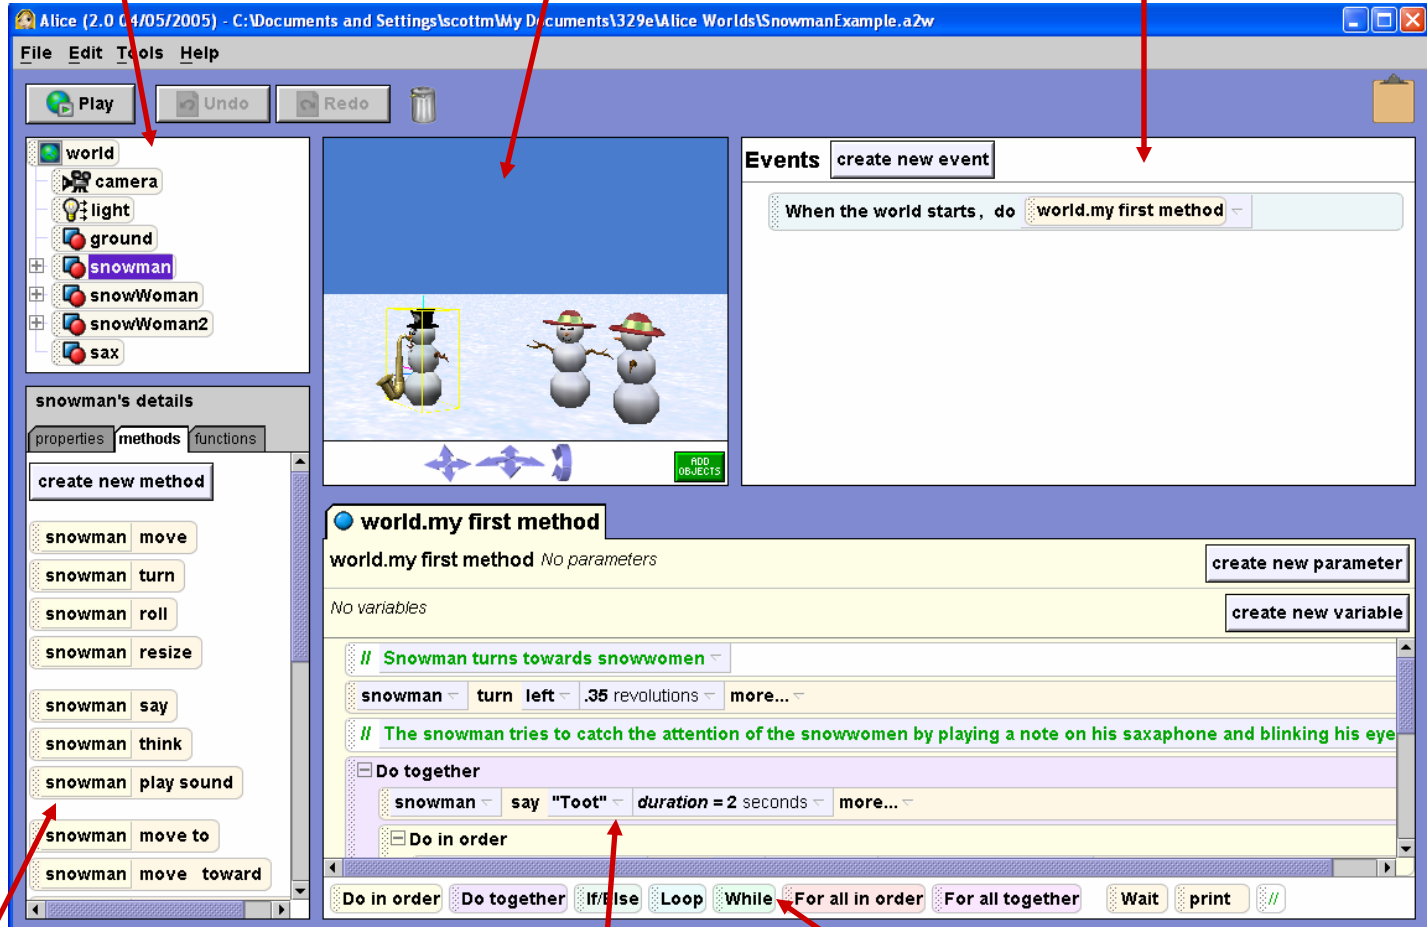 Alice (2.0 04/05/2005) - C:\Documents and Settings\scottm\My Documents\329e\Alice Worlds\SnowmanExample.a2w
File Edit Tools Help
Play Undo Redo
world
camera
light
ground
snowman
snowWoman
snowWoman2
sax
ADD
OBJECTS
Events create new event
When the world starts, do world.my first method
snowman's details
properties methods functions
create new method
snowman move
snowman turn
snowman roll
snowman resize
snowman say
snowman think
snowman play sound
snowman move to
snowman move toward
world.my first method
world.my first method No parameters
create new parameter
No variables
create new variable
// Snowman turns towards snowwomen
snowman turn left .35 revolutions more...
// The snowman tries to catch the attention of the snowwomen by playing a note on his saxaphone and blinking his eye
Do together
snowman say "Toot" duration = 2 seconds more...
Do in order
Do in order Do together If/Else Loop While For all in order For all together Wait print //